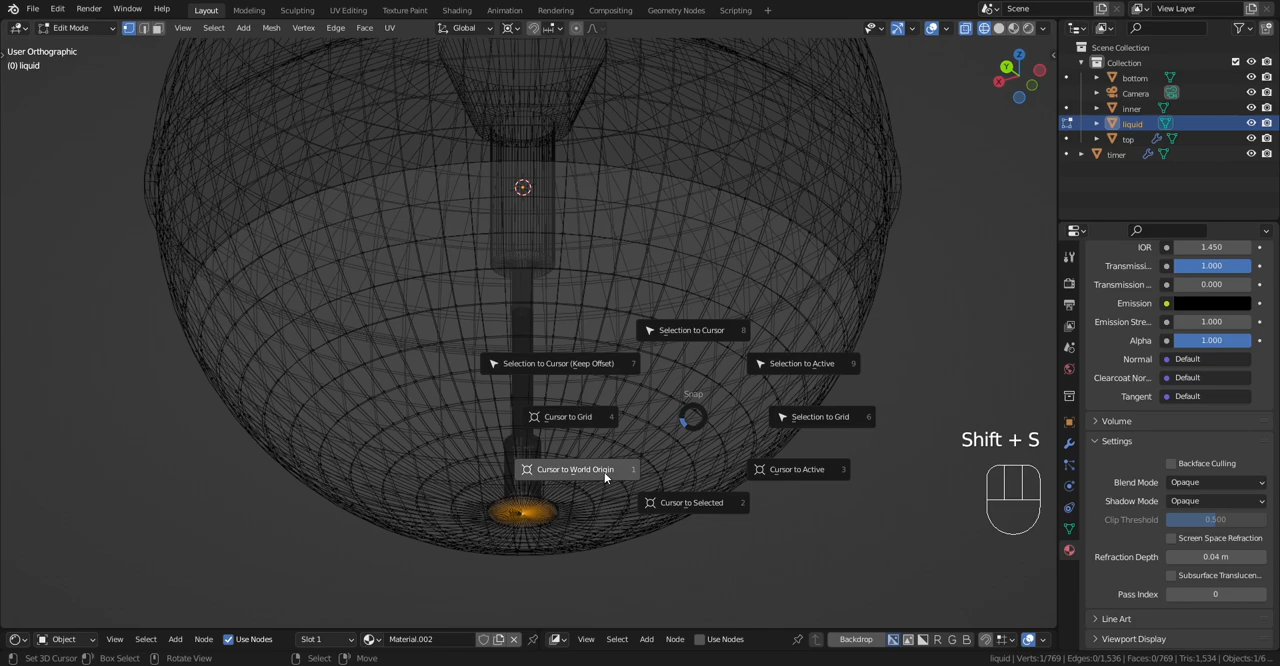 File Edit Render Window Help Layout Modeling Sculpting UV Editing Texture Paint Shading Animation Rendering Compositing Geometry Nodes Scripting + Scene View Layer
Edit Mode View Select Add Mesh Vertex Edge Face UV Global
User Orthographic
(0) liquid
Z
Y
X
Scene Collection
Collection
bottom
Camera
inner
liquid
top
timer
IOR 1.450
Transmissi... 1.000
Transmission ... 0.000
Emission
Emission Stre... 1.000
Alpha 1.000
Normal Default
Clearcoat Nor... Default
Tangent Default
Volume
Settings
Backface Culling
Blend Mode Opaque
Shadow Mode Opaque
Clip Threshold 0.500
Screen Space Refraction
Refraction Depth 0.04 m
Subsurface Translucen...
Pass Index 0
Line Art
Viewport Display
Selection to Cursor 8
Selection to Cursor (Keep Offset) 7
Selection to Active 9
Snap
Cursor to Grid 4
Selection to Grid 6
Cursor to World Origin 1
Cursor to Active 3
Cursor to Selected 2
Shift + S
Object View Select Add Node Use Nodes Slot 1 Material.002 View Select Add Node Use Nodes Backdrop R G B
Set 3D Cursor Box Select Rotate View Select Move liquid | Verts:1/769 | Edges:0/1,536 | Faces:0/769 | Tris:1,534 | Objects:1/6 ...